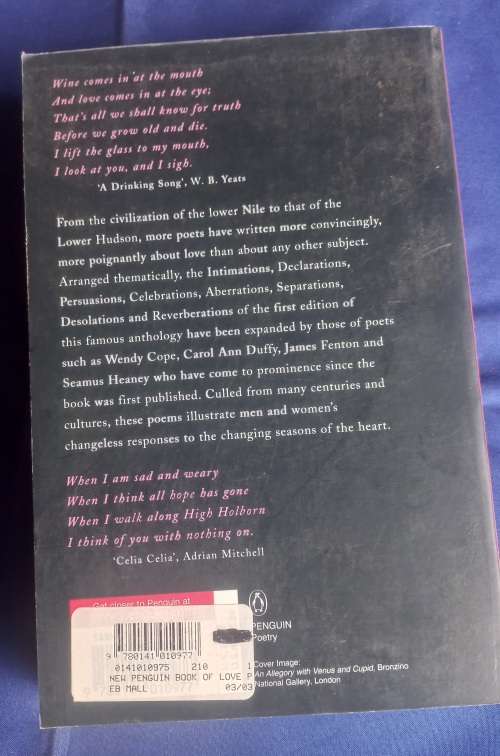 Wine comes in at the mouth
And love comes in at the eye;
That's all we shall know for truth
Before we grow old and die.
I lift the glass to my mouth,
I look at you, and I sigh.
'A Drinking Song', W. B. Yeats
From the civilization of the lower Nile to that of the
Lower Hudson, more poets have written more convincingly,
more poignantly about love than about any other subject.
Arranged thematically, the Intimations, Declarations,
Persuasions, Celebrations, Aberrations, Separations,
Desolations and Reverberations of the first edition of
this famous anthology have been expanded by those of poets
such as Wendy Cope, Carol Ann Duffy, James Fenton and
Seamus Heaney who have come to prominence since the
book was first published. Culled from many centuries and
cultures, these poems illustrate men and women's
changeless responses to the changing seasons of the heart.
When I am sad and weary
When I think all hope has gone
When I walk along High Holborn
I think of you with nothing on.
'Celia Celia', Adrian Mitchell
Get closer to Penguin at
PENGUIN
Poetry
9 780141 010977
0141010975 210 1
NEW PENGUIN BOOK OF LOVE P
EB MALL 03/03
Cover Image:
An Allegory with Venus and Cupid, Bronzino
National Gallery, London